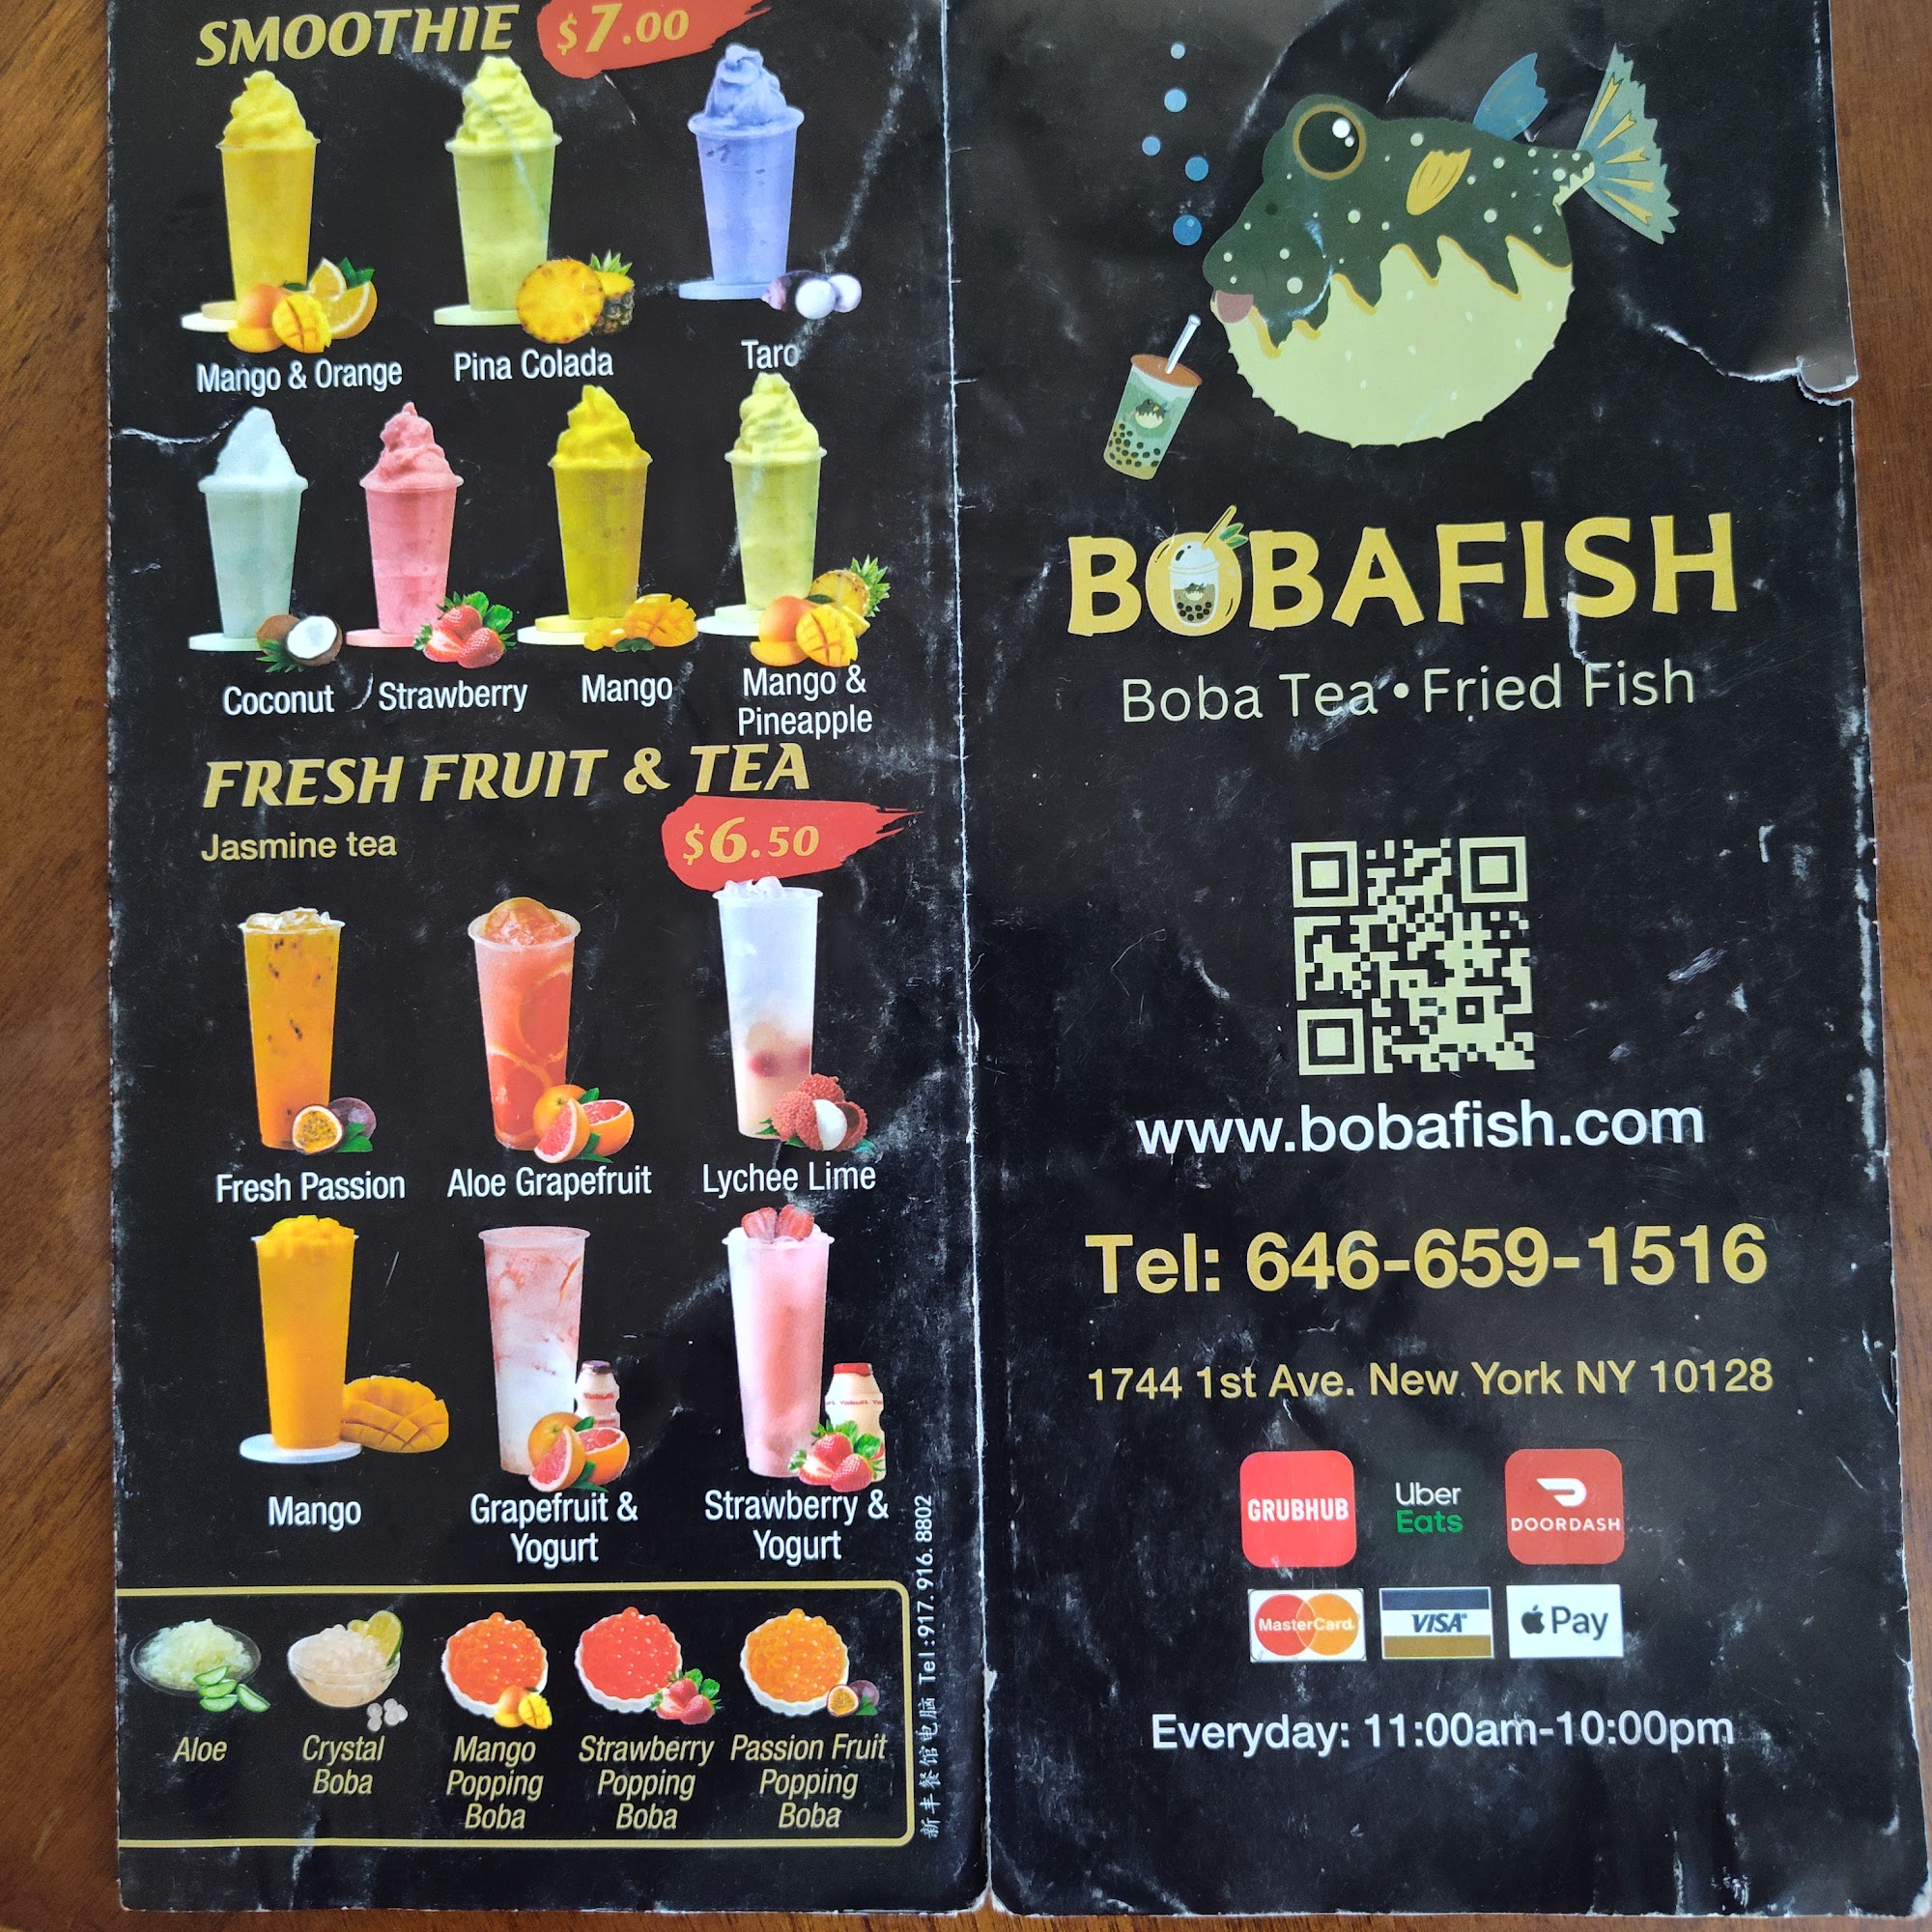 SMOOTHIE $7.00
Mango & Orange
Pina Colada
Taro
Coconut
Strawberry
Mango
Mango &
Pineapple
FRESH FRUIT & TEA
Jasmine tea
$6.50
Fresh Passion
Aloe Grapefruit
Lychee Lime
Mango
Grapefruit &
Yogurt
Strawberry &
Yogurt
Aloe
Crystal
Boba
Mango
Popping
Boba
Strawberry
Popping
Boba
Passion Fruit
Popping
Boba
新丰餐馆电脑 Tel:917.916.8802
BOBAFISH
Boba Tea•Fried Fish
www.bobafish.com
Tel: 646-659-1516
1744 1st Ave. New York NY 10128
GRUBHUB
Uber
Eats
DOORDASH
MasterCard
VISA
Pay
Everyday: 11:00am-10:00pm